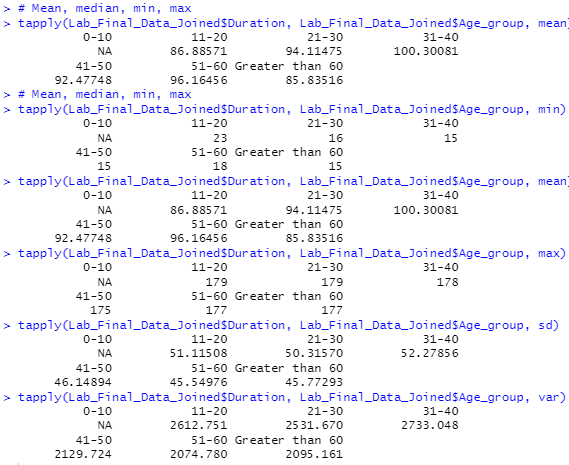 > # Mean, median, min, max
> tapply(Lab_Final_Data_Joined$Duration, Lab_Final_Data_Joined$Age_group, mean)
0-10 11-20 21-30 31-40
NA 86.88571 94.11475 100.30081
41-50 51-60 Greater than 60
92.47748 96.16456 85.83516
> # Mean, median, min, max
> tapply(Lab_Final_Data_Joined$Duration, Lab_Final_Data_Joined$Age_group, min)
0-10 11-20 21-30 31-40
NA 23 16 15
41-50 51-60 Greater than 60
15 18 15
> tapply(Lab_Final_Data_Joined$Duration, Lab_Final_Data_Joined$Age_group, mean)
0-10 11-20 21-30 31-40
NA 86.88571 94.11475 100.30081
41-50 51-60 Greater than 60
92.47748 96.16456 85.83516
> tapply(Lab_Final_Data_Joined$Duration, Lab_Final_Data_Joined$Age_group, max)
0-10 11-20 21-30 31-40
NA 179 179 178
41-50 51-60 Greater than 60
175 177 177
> tapply(Lab_Final_Data_Joined$Duration, Lab_Final_Data_Joined$Age_group, sd)
0-10 11-20 21-30 31-40
NA 51.11508 50.31570 52.27856
41-50 51-60 Greater than 60
46.14894 45.54976 45.77293
> tapply(Lab_Final_Data_Joined$Duration, Lab_Final_Data_Joined$Age_group, var)
0-10 11-20 21-30 31-40
NA 2612.751 2531.670 2733.048
41-50 51-60 Greater than 60
2129.724 2074.780 2095.161